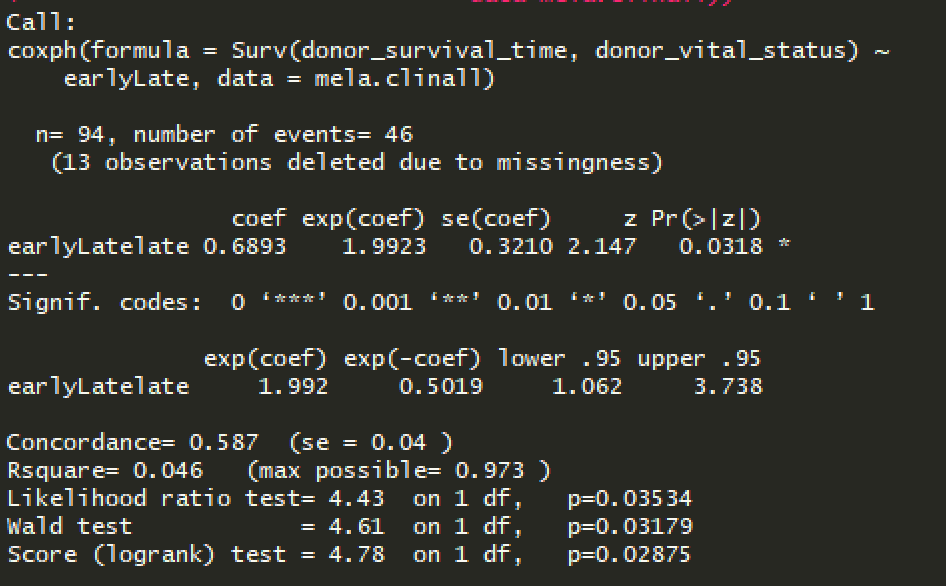 Call:
coxph(formula = Surv(donor_survival_time, donor_vital_status) ~
    earlyLate, data = mela.clinall)

  n= 94, number of events= 46
   (13 observations deleted due to missingness)

                coef exp(coef) se(coef)     z Pr(>|z|)
earlyLatelate 0.6893    1.9923   0.3210 2.147   0.0318 *
---
Signif. codes:  0 ‘***’ 0.001 ‘**’ 0.01 ‘*’ 0.05 ‘.’ 0.1 ‘ ’ 1

              exp(coef) exp(-coef) lower .95 upper .95
earlyLatelate     1.992     0.5019     1.062     3.738

Concordance= 0.587  (se = 0.04 )
Rsquare= 0.046   (max possible= 0.973 )
Likelihood ratio test= 4.43  on 1 df,   p=0.03534
Wald test            = 4.61  on 1 df,   p=0.03179
Score (logrank) test = 4.78  on 1 df,   p=0.02875